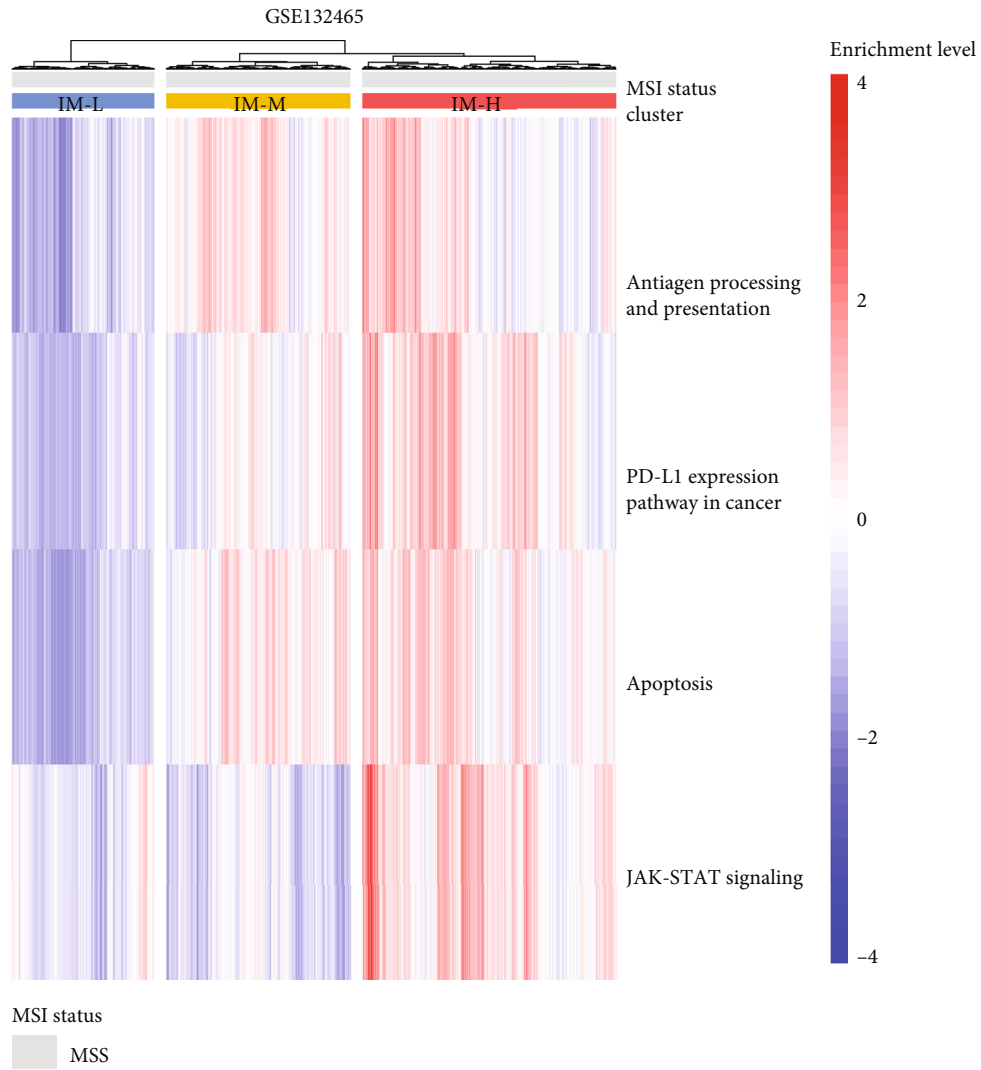 GSE132465
Enrichment level
MSI status
cluster
IM-L
IM-M
IM-H
Antiagen processing
and presentation
PD-L1 expression
pathway in cancer
Apoptosis
JAK-STAT signaling
4
2
0
–2
–4
MSI status
MSS